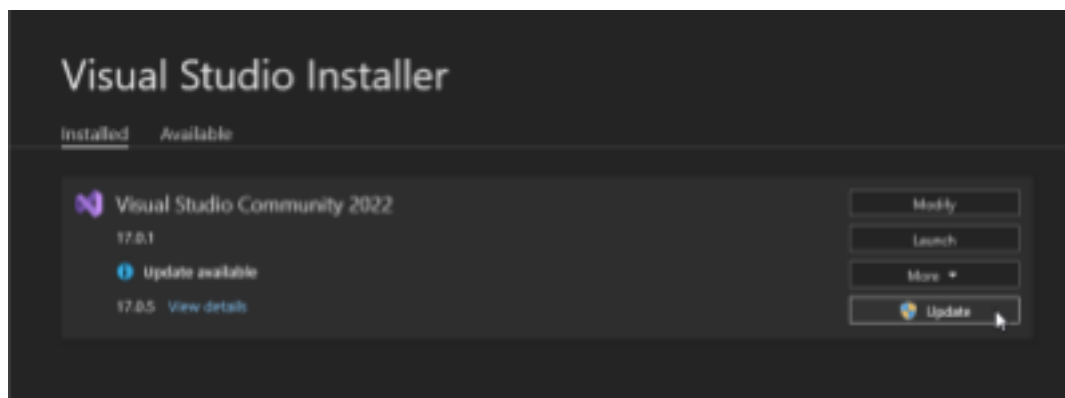 Visual Studio Installer
Installed Available
Visual Studio Community 2022
17.0.1
Update available
17.0.5 View details
Modify
Launch
More
Update